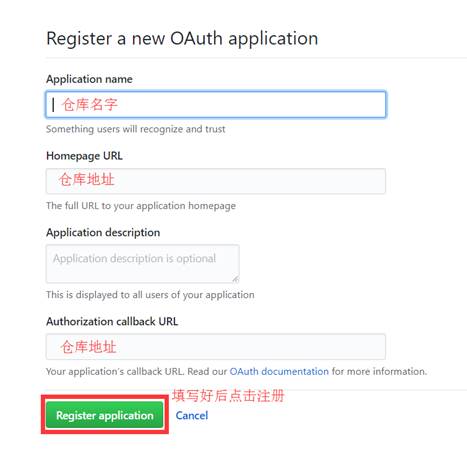 Register a new OAuth application
Application name
仓库名字
Something users will recognize and trust
Homepage URL
仓库地址
The full URL to your application homepage
Application description
Application description is optional
This is displayed to all users of your application
Authorization callback URL
仓库地址
Your application's callback URL. Read our OAuth documentation for more information.
填写好后点击注册
Register application Cancel